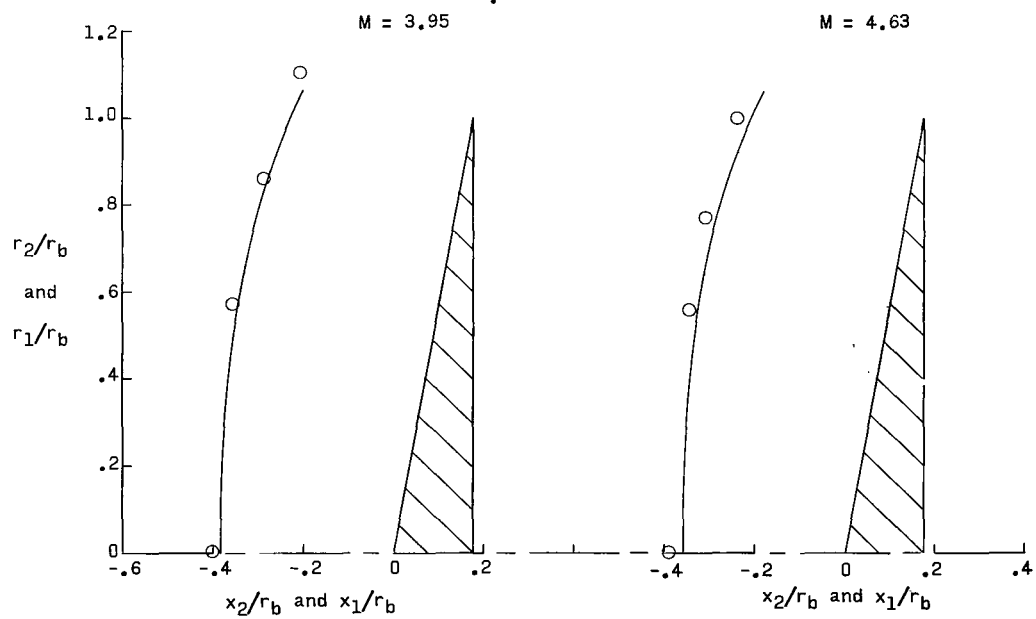 M = 3.95
M = 4.63
1.2
1.0
.8
r2/rb
and
.6
r1/rb
.4
.2
0
-.6
-.4
-.2
0
.2
-.4
-.2
0
.2
.4
x2/rb and x1/rb
x2/rb and x1/rb